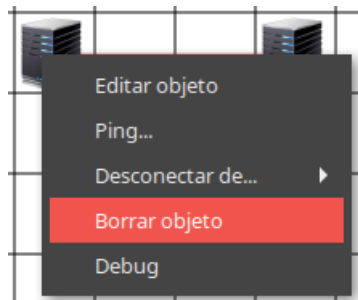 Editar objeto
Ping...
Desconectar de...
Borrar objeto
Debug